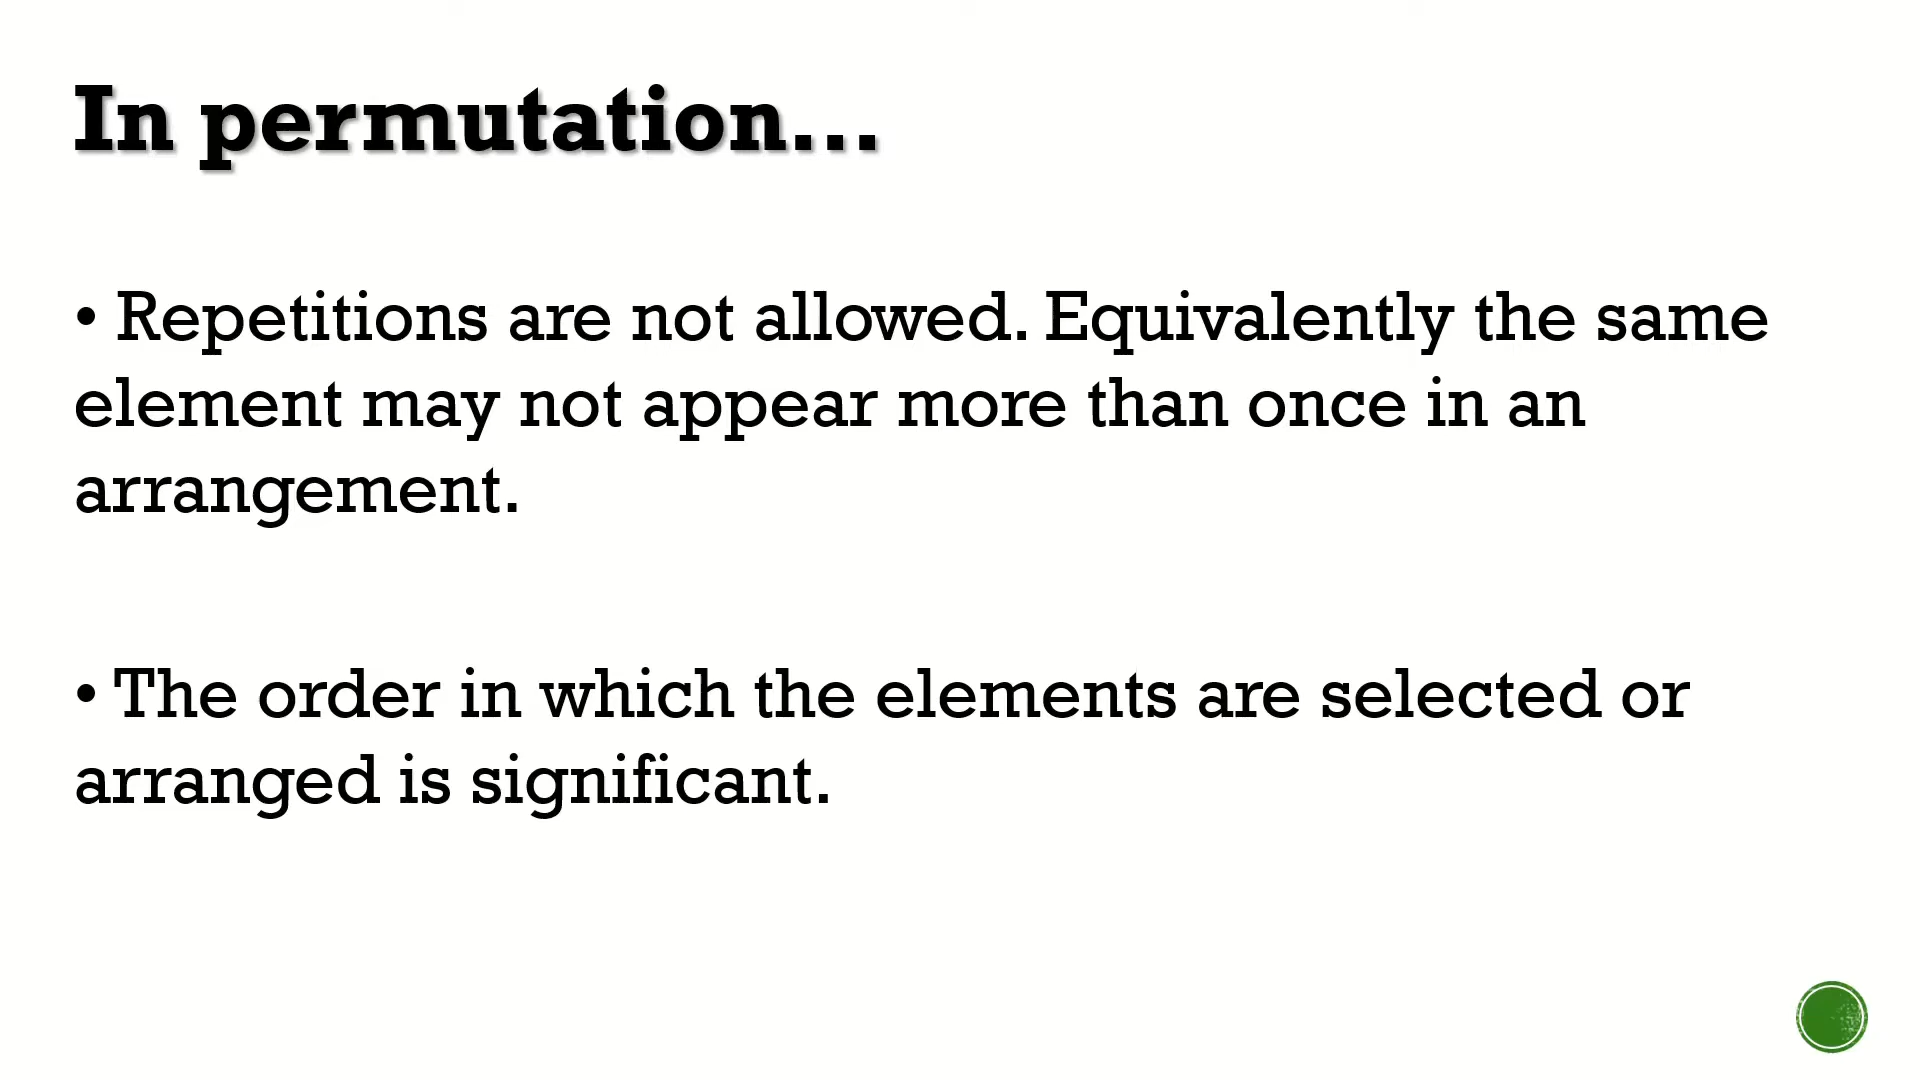 In permutation...
• Repetitions are not allowed. Equivalently the same
element may not appear more than once in an
arrangement.
• The order in which the elements are selected or
arranged is significant.